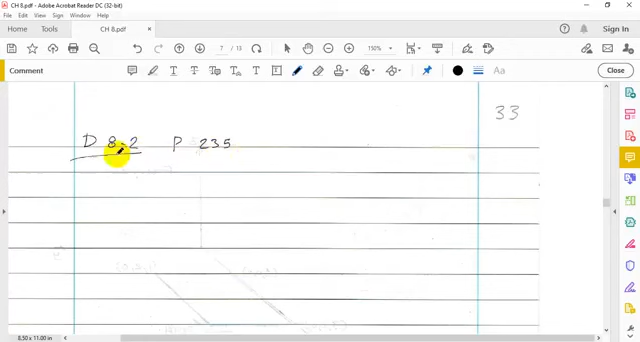 CH 8.pdf - Adobe Acrobat Reader DC (32-bit)
File Edit View Sign Window Help
Home Tools CH 8.pdf × Sign In
7 / 13 150%
Comment Aa Close
33
D 8.2 P 235
8.50 x 11.00 in